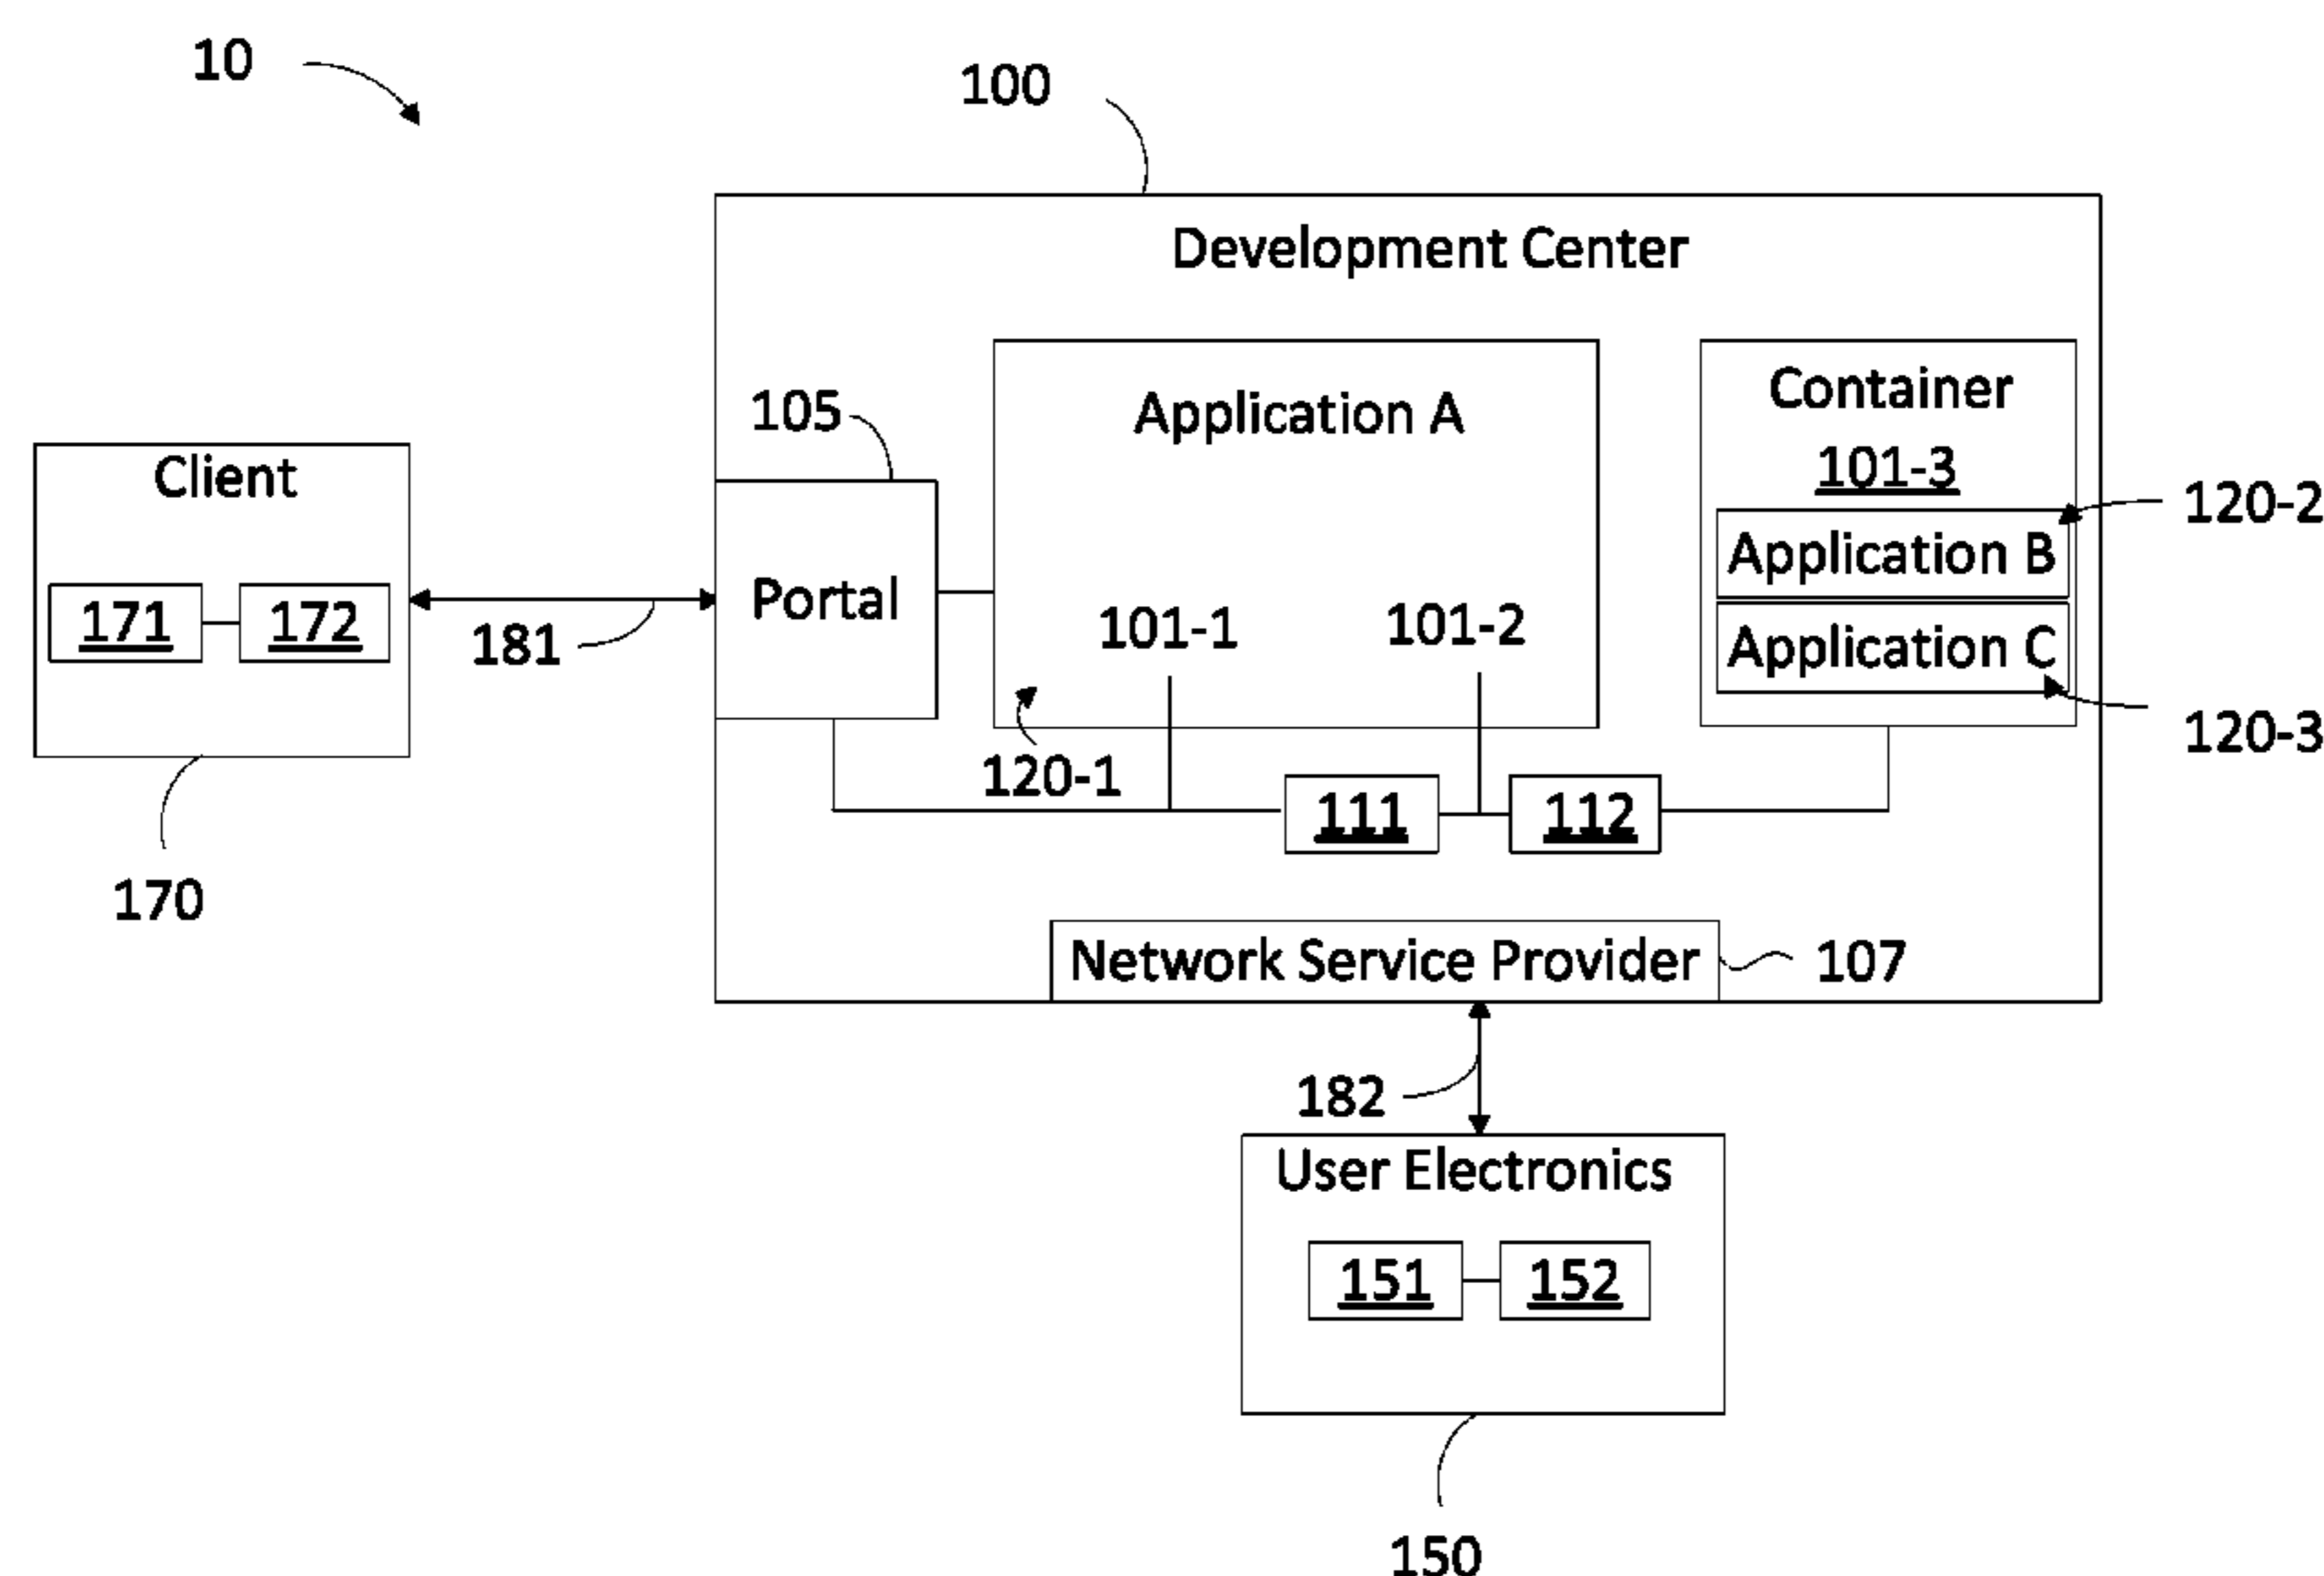 10
100
Development Center
Application A
Container
101-3
105
Client
120-2
Application B
Portal
171
172
181
101-1
101-2
Application C
120-3
120-1
111
112
170
Network Service Provider
107
182
User Electronics
151
152
150